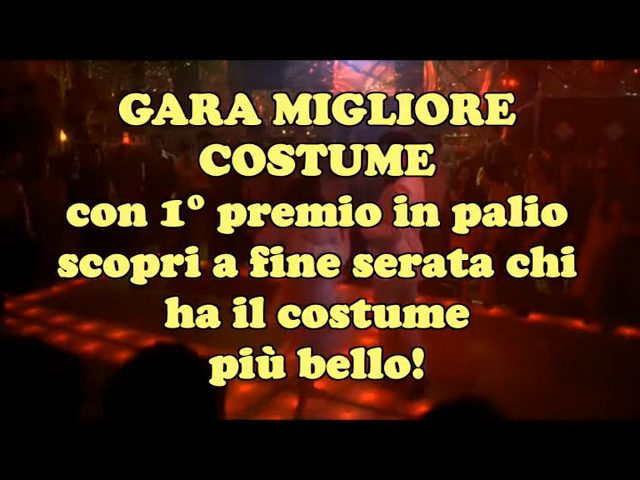 GARA MIGLIORE
COSTUME
con 1° premio in palio
scopri a fine serata chi
ha il costume
più bello!